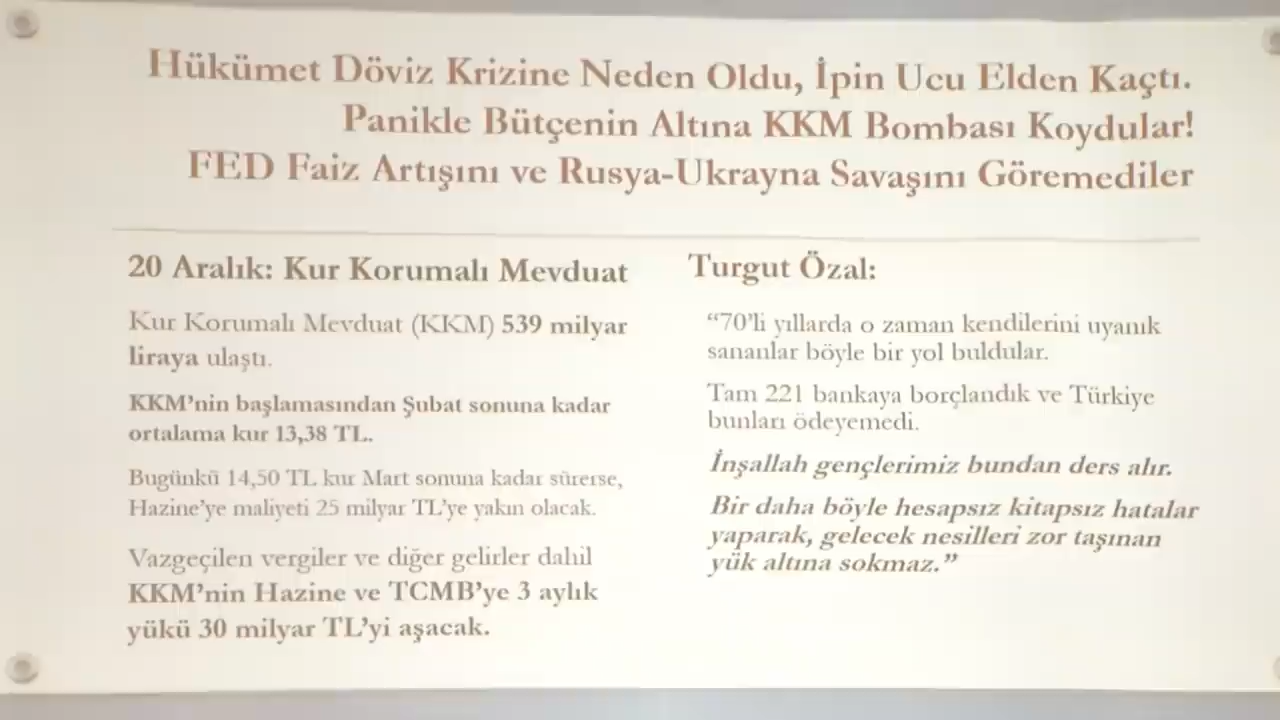 Hükümet Döviz Krizine Neden Oldu, İpin Ucu Elden Kaçtı.
Panikle Bütçenin Altına KKM Bombası Koydular!
FED Faiz Artışını ve Rusya-Ukrayna Savaşını Göremediler
20 Aralık: Kur Korumalı Mevduat
Kur Korumalı Mevduat (KKM) 539 milyar
liraya ulaştı.
KKM’nin başlamasından Şubat sonuna kadar
ortalama kur 13,38 TL.
Bugünkü 14,50 TL kur Mart sonuna kadar sürerse,
Hazine’ye maliyeti 25 milyar TL’ye yakın olacak.
Vazgeçilen vergiler ve diğer gelirler dahil
KKM’nin Hazine ve TCMB’ye 3 aylık
yükü 30 milyar TL’yi aşacak.
Turgut Özal:
“70’li yıllarda o zaman kendilerini uyanık
sananlar böyle bir yol buldular.
Tam 221 bankaya borçlandık ve Türkiye
bunları ödeyemedi.
İnşallah gençlerimiz bundan ders alır.
Bir daha böyle hesapsız kitapsız hatalar
yaparak, gelecek nesilleri zor taşınan
yük altına sokmaz.”